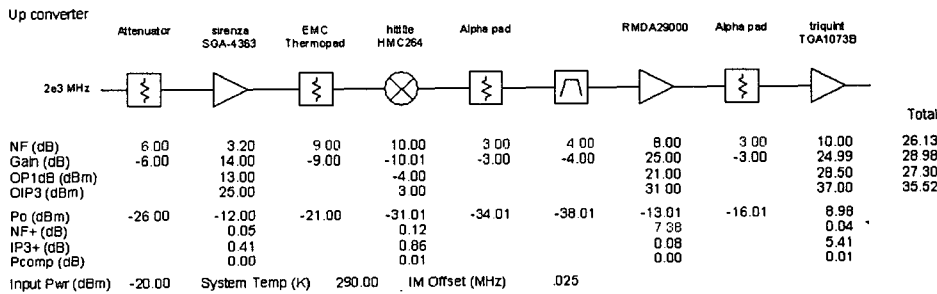 Up converter
Attenuator sirenza SGA-4363 EMC Thermopad hittite HMC264 Alpha pad RMDA29000 Alpha pad triquint TGA1073B
2e3 MHz
Total
NF (dB) 6.00 3.20 9.00 10.00 3.00 4.00 8.00 3.00 10.00 26.13
Gain (dB) -6.00 14.00 -9.00 -10.01 -3.00 -4.00 25.00 -3.00 24.99 28.98
OP1dB (dBm) 13.00 -4.00 21.00 28.50 27.30
OIP3 (dBm) 25.00 3.00 31.00 37.00 35.52
Po (dBm) -26.00 -12.00 -21.00 -31.01 -34.01 -38.01 -13.01 -16.01 8.98
NF+ (dB) 0.05 0.12 7.38 0.04
IP3+ (dB) 0.41 0.86 0.08 5.41
Pcomp (dB) 0.00 0.01 0.00 0.01
Input Pwr (dBm) -20.00 System Temp (K) 290.00 IM Offset (MHz) .025